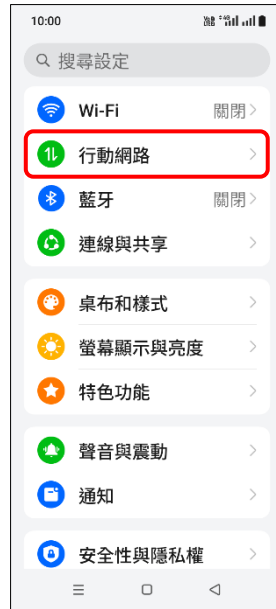 10:00
搜尋設定
Wi-Fi 關閉
行動網路
藍牙 關閉
連線與共享
桌布和樣式
螢幕顯示與亮度
特色功能
聲音與震動
通知
安全性與隱私權